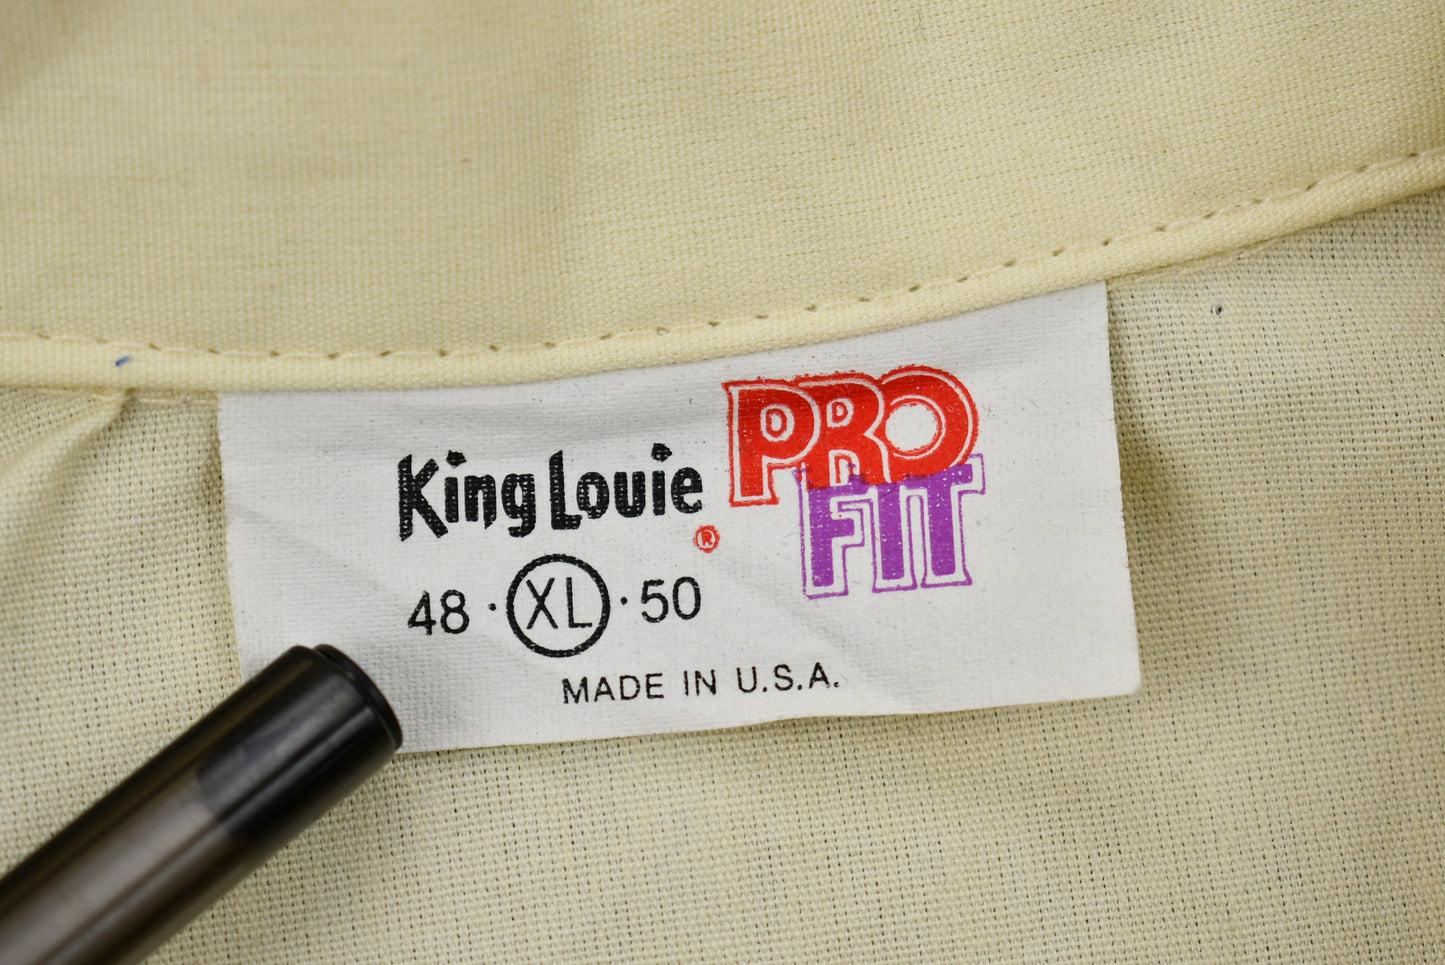 King Louie ®
PRO
FIT
48 · XL · 50
MADE IN U.S.A.